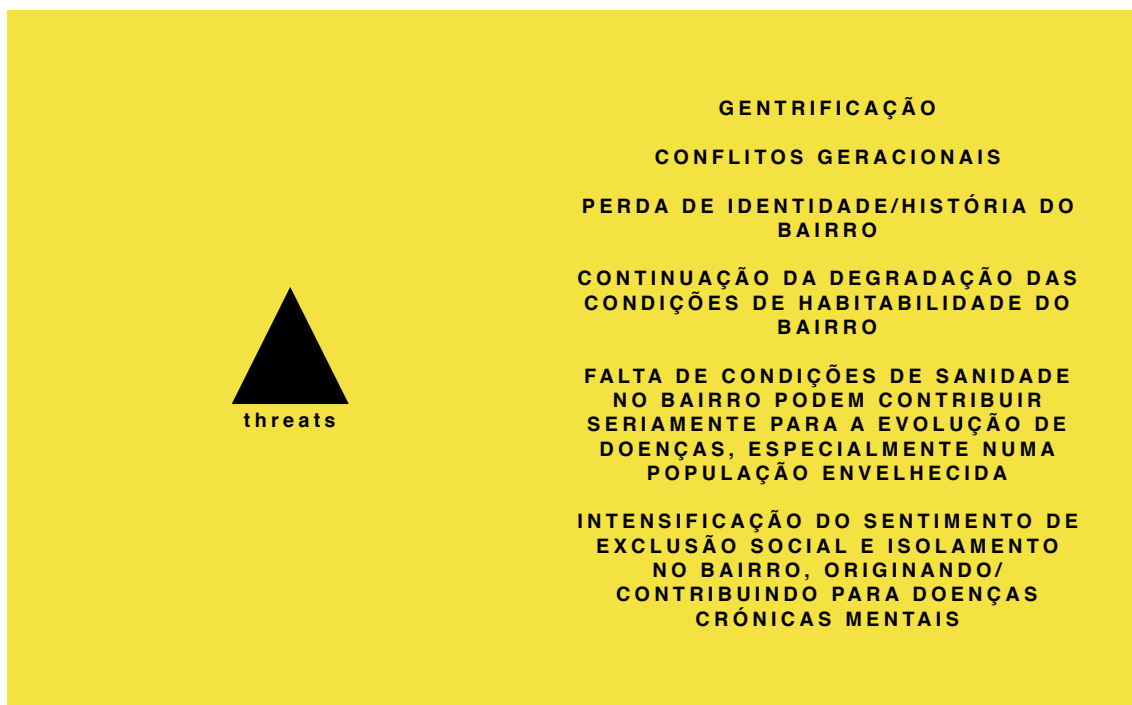 threats
GENTRIFICAÇÃO
CONFLITOS GERACIONAIS
PERDA DE IDENTIDADE/HISTÓRIA DO
BAIRRO
CONTINUAÇÃO DA DEGRADAÇÃO DAS
CONDIÇÕES DE HABITABILIDADE DO
BAIRRO
FALTA DE CONDIÇÕES DE SANIDADE
NO BAIRRO PODEM CONTRIBUIR
SERIAMENTE PARA A EVOLUÇÃO DE
DOENÇAS, ESPECIALMENTE NUMA
POPULAÇÃO ENVELHECIDA
INTENSIFICAÇÃO DO SENTIMENTO DE
EXCLUSÃO SOCIAL E ISOLAMENTO
NO BAIRRO, ORIGINANDO/
CONTRIBUINDO PARA DOENÇAS
CRÓNICAS MENTAIS